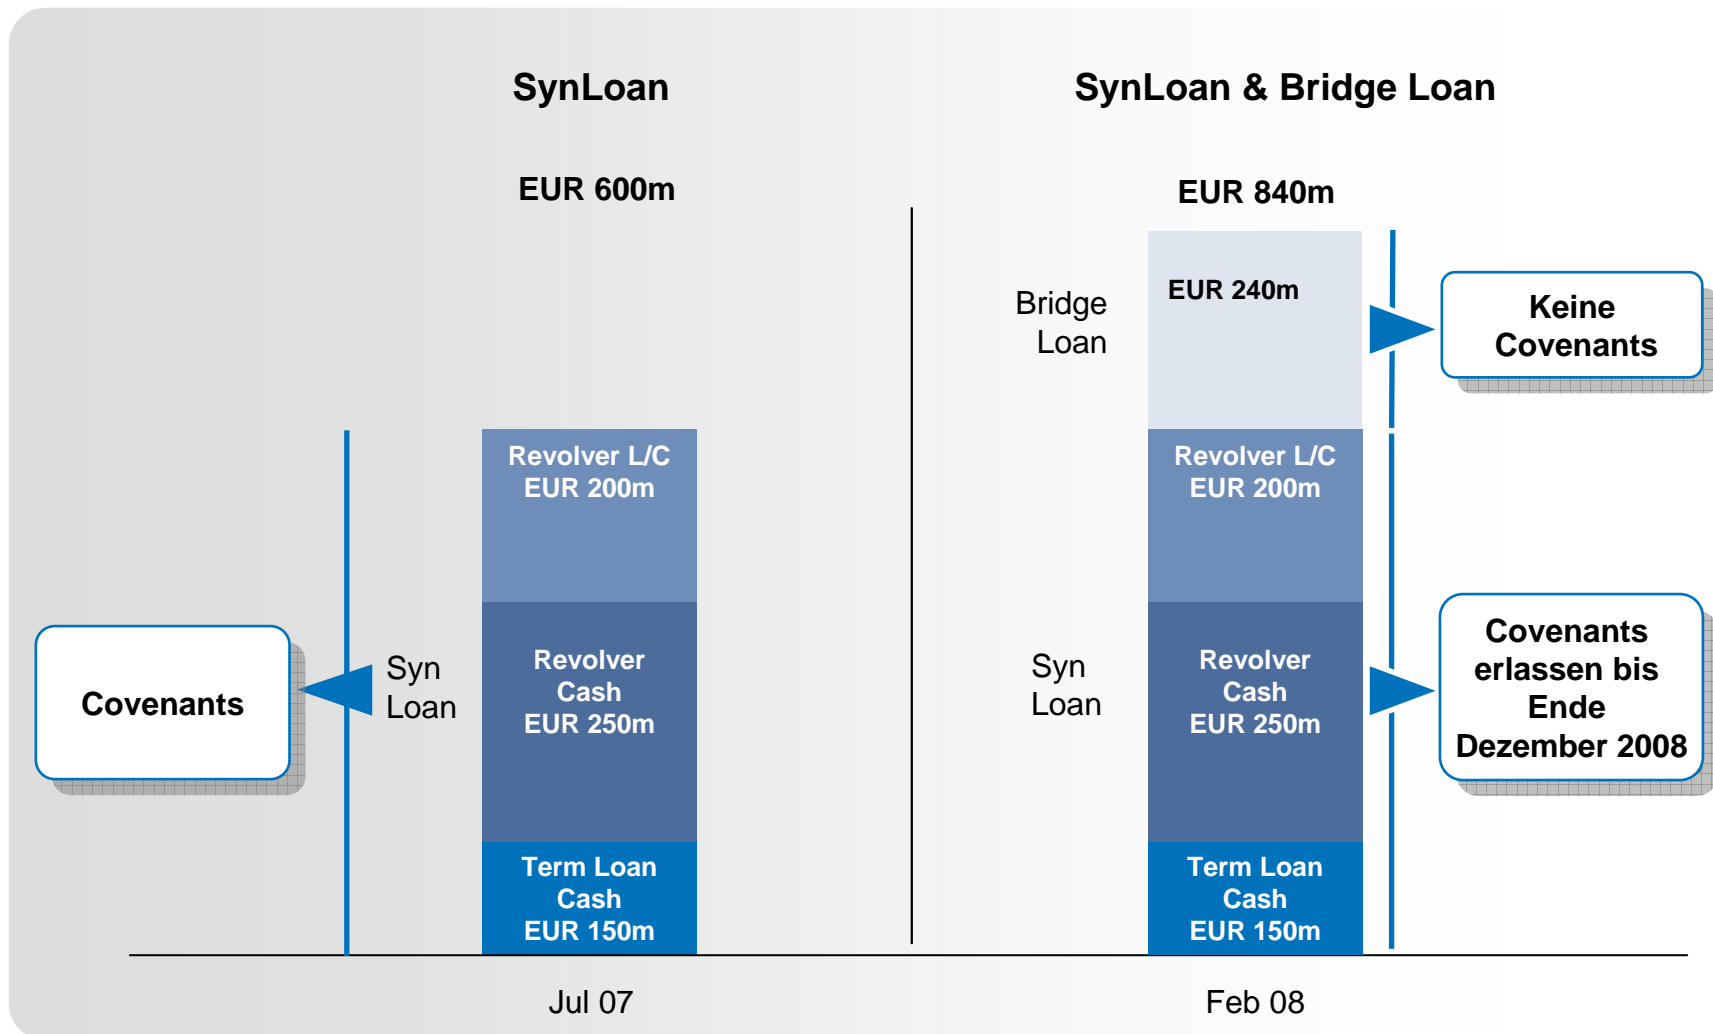 SynLoan
EUR 600m
Revolver L/C
EUR 200m
Revolver
Cash
EUR 250m
Term Loan
Cash
EUR 150m
Syn
Loan
Covenants
Jul 07
SynLoan & Bridge Loan
EUR 840m
Bridge
Loan
EUR 240m
Keine
Covenants
Revolver L/C
EUR 200m
Syn
Loan
Revolver
Cash
EUR 250m
Covenants
erlassen bis
Ende
Dezember 2008
Term Loan
Cash
EUR 150m
Feb 08